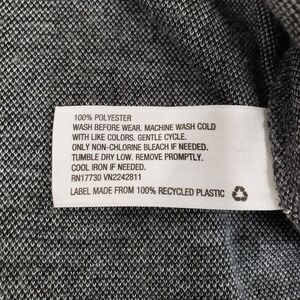 100% POLYESTER
WASH BEFORE WEAR. MACHINE WASH COLD
WITH LIKE COLORS. GENTLE CYCLE.
ONLY NON-CHLORINE BLEACH IF NEEDED.
TUMBLE DRY LOW. REMOVE PROMPTLY.
COOL IRON IF NEEDED.
RN17730 VN2242811
LABEL MADE FROM 100% RECYCLED PLASTIC